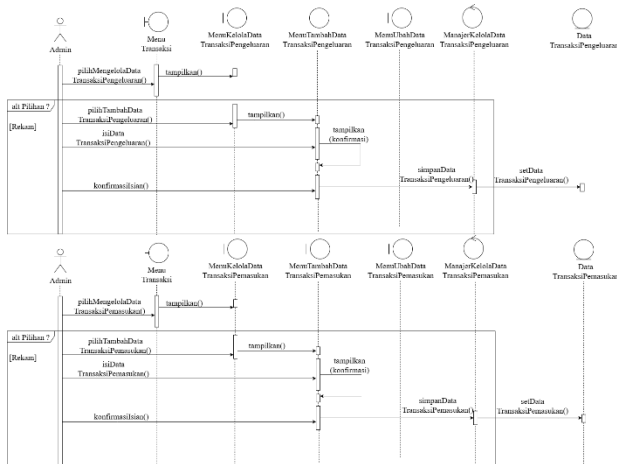 Admin
Menu
Transaksi
MenuKelolaData
TransaksiPengeluaran
MenuTambahData
TransaksiPengeluaran
MenuUbahData
TransaksiPengeluaran
ManajerKelolaData
TransaksiPengeluaran
Data
TransaksiPengeluaran
pilihMengelolaData
TransaksiPengeluaran()
tampilkan()
alt Pilihan ?
[Rekam]
pilihTambahData
TransaksiPengeluaran()
tampilkan()
isiData
TransaksiPengeluaran()
tampilkan
(konfirmasi)
konfirmasiIsian()
simpanData
TransaksiPengeluaran()
setData
TransaksiPengeluaran()
Admin
Menu
Transaksi
MenuKelolaData
TransaksiPemasukan
MenuTambahData
TransaksiPemasukan
MenuUbahData
TransaksiPemasukan
ManajerKelolaData
TransaksiPemasukan
Data
TransaksiPemasukan
pilihMengelolaData
TransaksiPemasukan()
tampilkan()
alt Pilihan ?
[Rekam]
pilihTambahData
TransaksiPemasukan()
tampilkan()
isiData
TransaksiPemasukan()
tampilkan
(konfirmasi)
konfirmasiIsian()
simpanData
TransaksiPemasukan()
setData
TransaksiPemasukan()